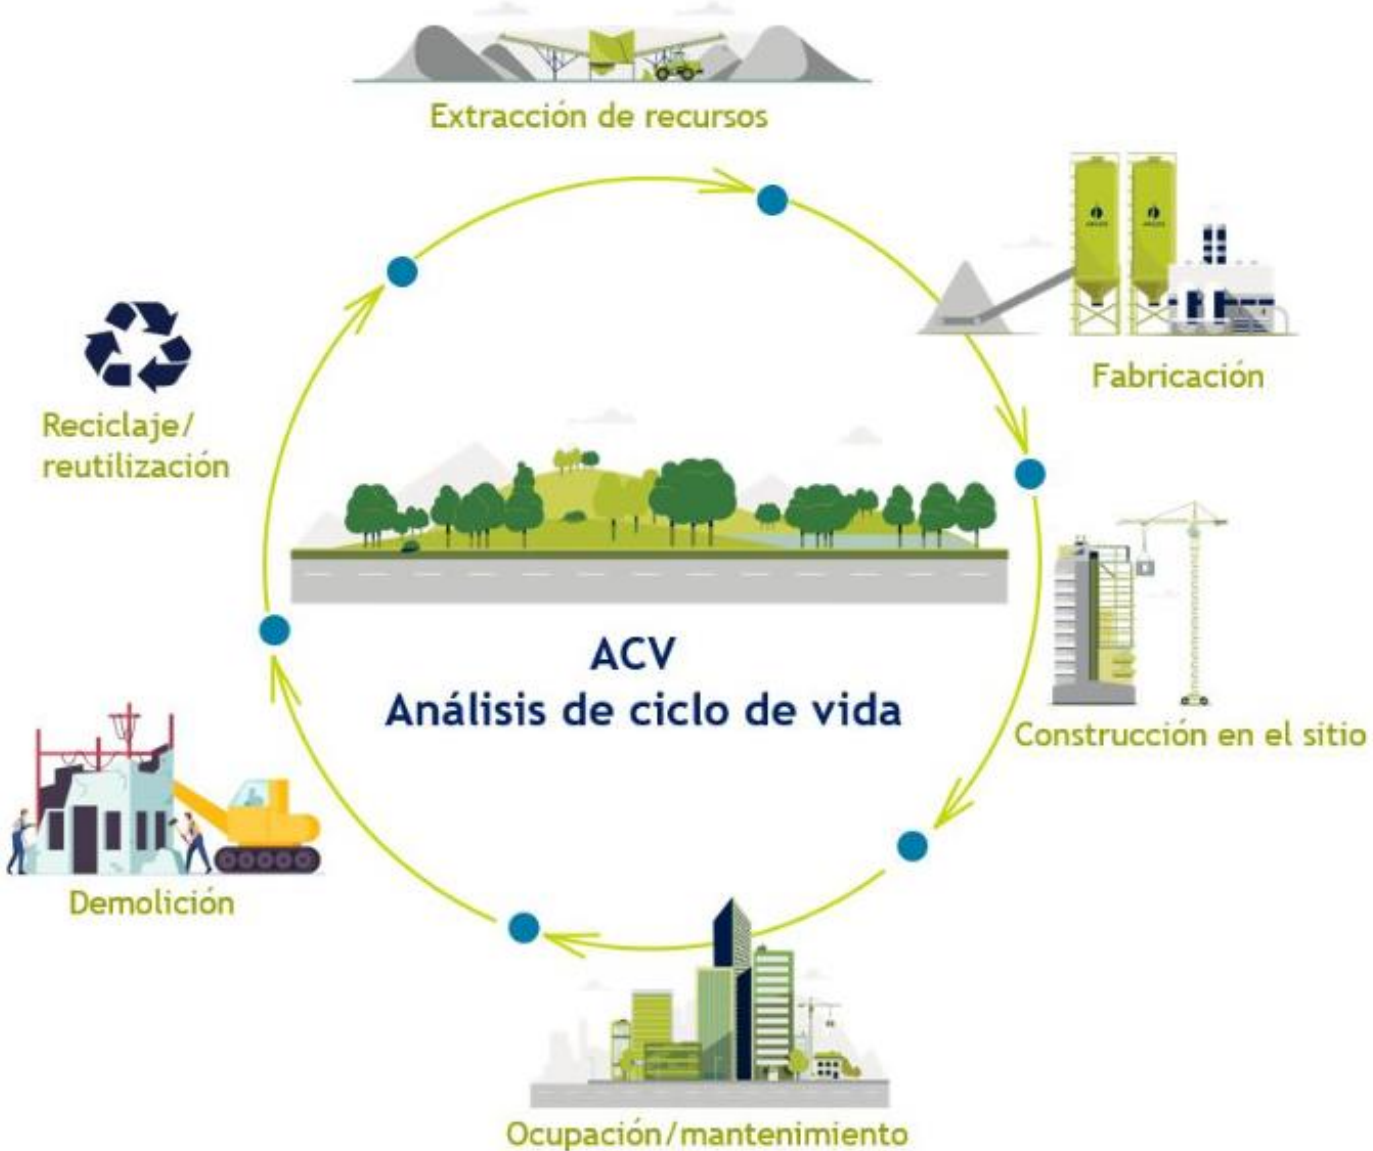 Extracción de recursos
Fabricación
Construcción en el sitio
Ocupación/mantenimiento
Demolición
Reciclaje/
reutilización
ACV
Análisis de ciclo de vida